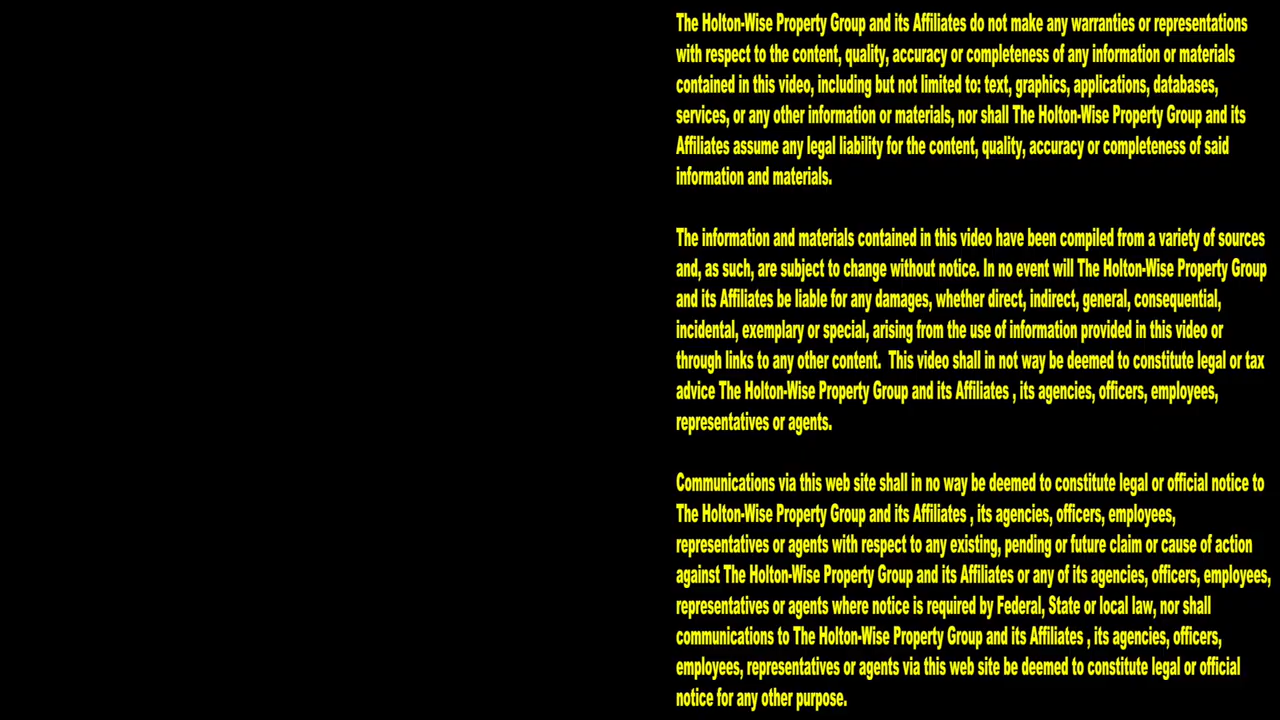 The Holton-Wise Property Group and its Affiliates do not make any warranties or representations
with respect to the content, quality, accuracy or completeness of any information or materials
contained in this video, including but not limited to: text, graphics, applications, databases,
services, or any other information or materials, nor shall The Holton-Wise Property Group and its
Affiliates assume any legal liability for the content, quality, accuracy or completeness of said
information and materials.
The information and materials contained in this video have been compiled from a variety of sources
and, as such, are subject to change without notice. In no event will The Holton-Wise Property Group
and its Affiliates be liable for any damages, whether direct, indirect, general, consequential,
incidental, exemplary or special, arising from the use of information provided in this video or
through links to any other content.  This video shall in not way be deemed to constitute legal or tax
advice The Holton-Wise Property Group and its Affiliates , its agencies, officers, employees,
representatives or agents.
Communications via this web site shall in no way be deemed to constitute legal or official notice to
The Holton-Wise Property Group and its Affiliates , its agencies, officers, employees,
representatives or agents with respect to any existing, pending or future claim or cause of action
against The Holton-Wise Property Group and its Affiliates or any of its agencies, officers, employees,
representatives or agents where notice is required by Federal, State or local law, nor shall
communications to The Holton-Wise Property Group and its Affiliates , its agencies, officers,
employees, representatives or agents via this web site be deemed to constitute legal or official
notice for any other purpose.